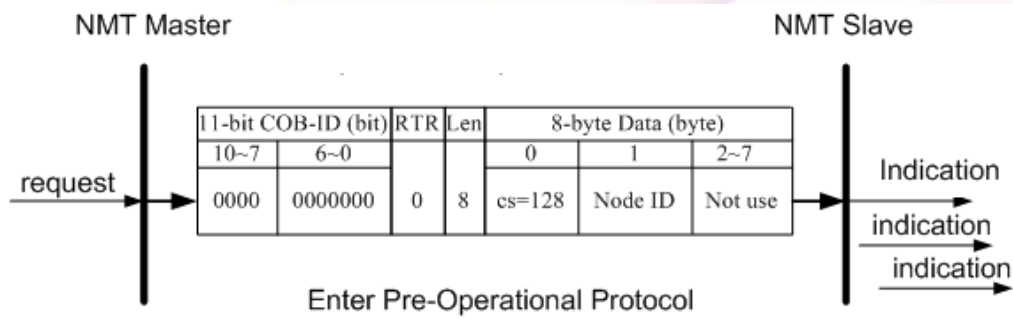 NMT Master
NMT Slave
11-bit COB-ID (bit) RTR Len 8-byte Data (byte)
10~7 6~0 0 1 2~7
request
0000 0000000 0 8 cs=128 Node ID Not use
Indication
indication
indication
Enter Pre-Operational Protocol